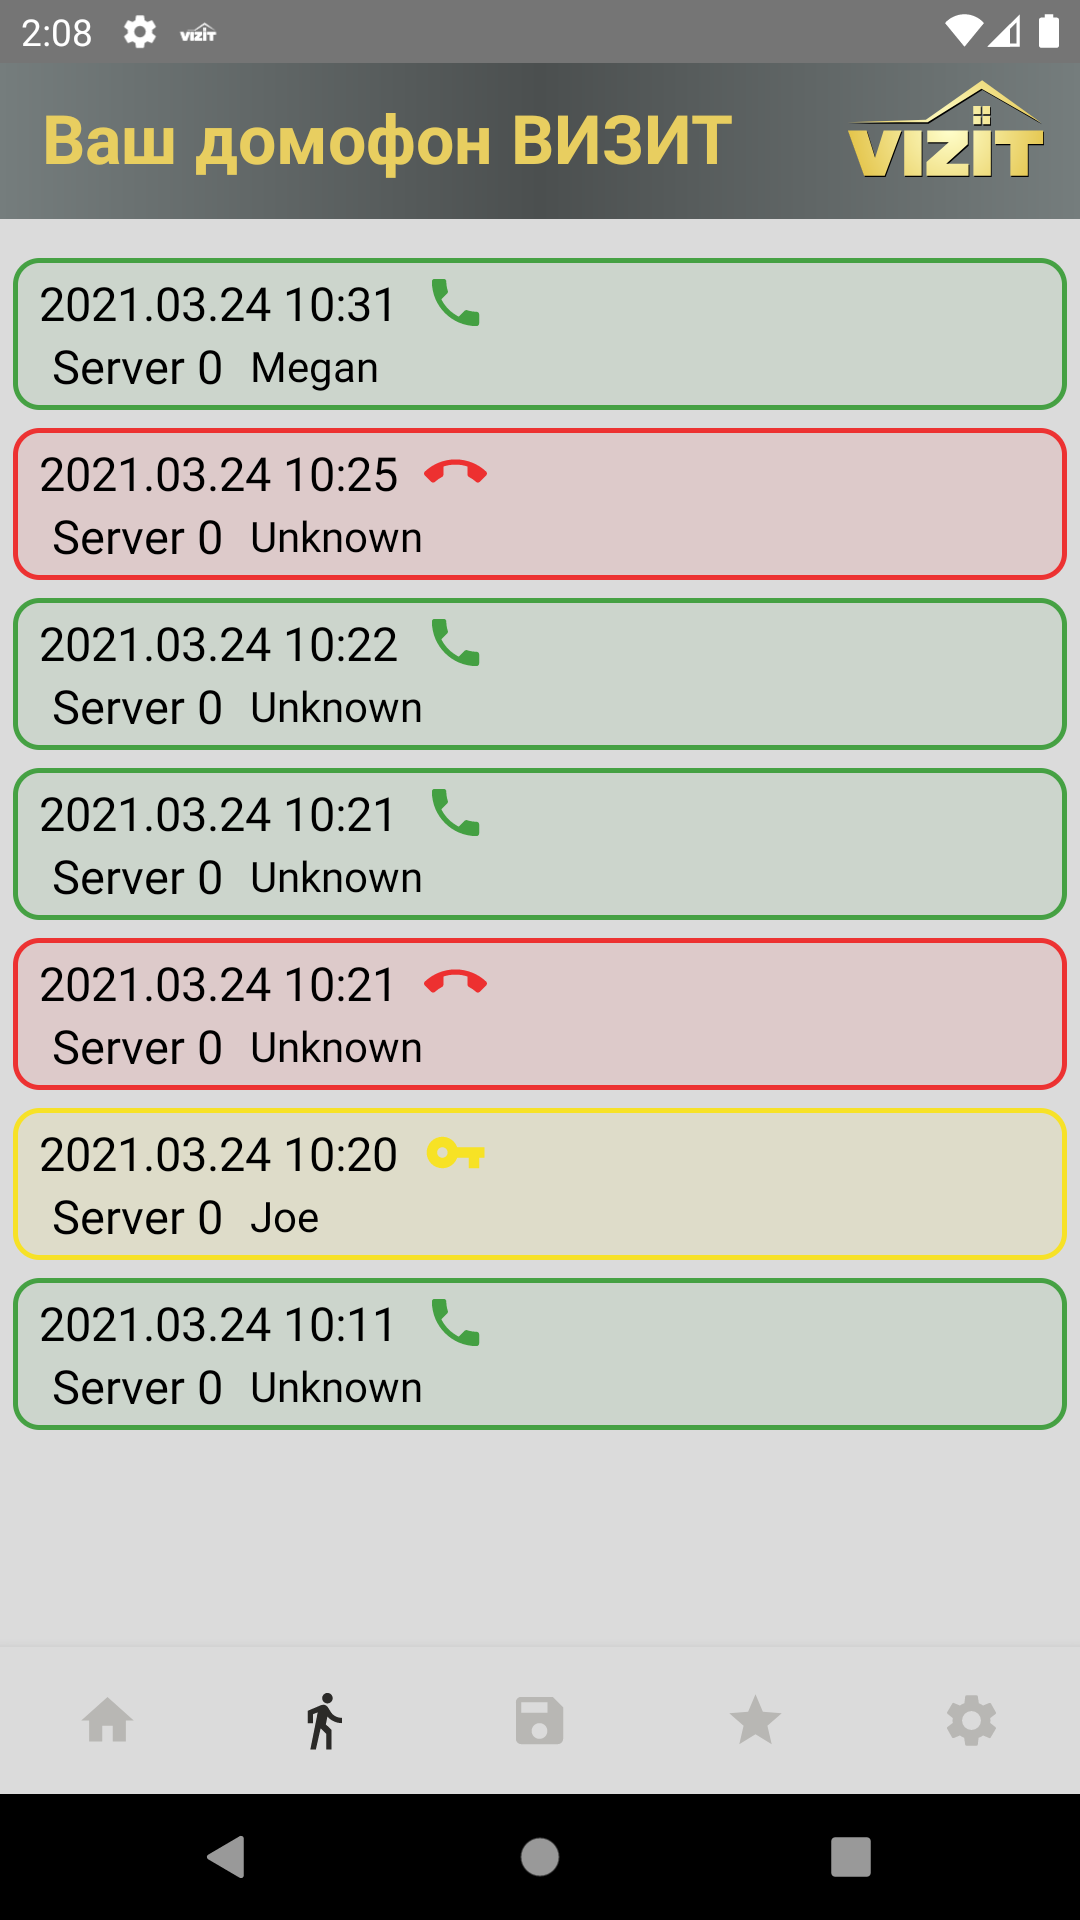 2:08 VIZIT
Ваш домофон ВИЗИТ VIZIT
2021.03.24 10:31
Server 0 Megan
2021.03.24 10:25
Server 0 Unknown
2021.03.24 10:22
Server 0 Unknown
2021.03.24 10:21
Server 0 Unknown
2021.03.24 10:21
Server 0 Unknown
2021.03.24 10:20
Server 0 Joe
2021.03.24 10:11
Server 0 Unknown